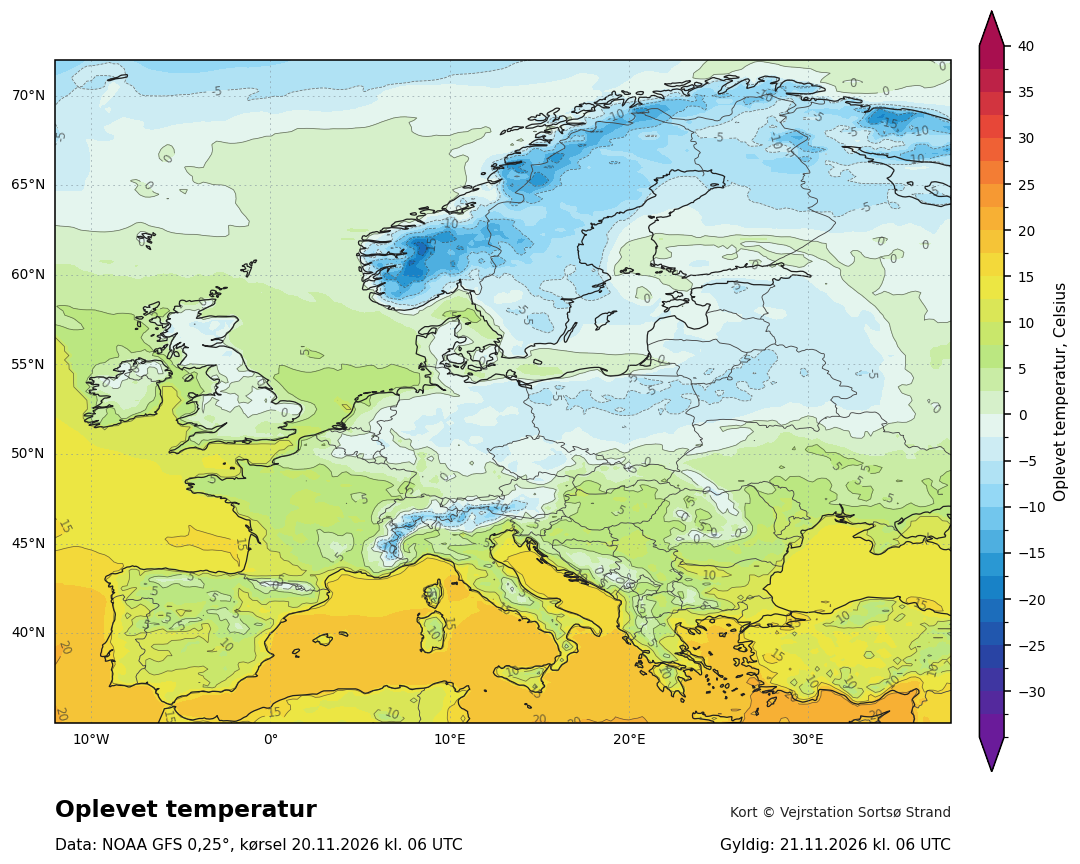 40
35
30
25
20
15
10
5
0
−5
−10
−15
−20
−25
−30
Oplevet temperatur, Celsius
70°N
65°N
60°N
55°N
50°N
45°N
40°N
10°W
0°
10°E
20°E
30°E
Oplevet temperatur
Kort © Vejrstation Sortsø Strand
Data: NOAA GFS 0,25°, kørsel 20.11.2026 kl. 06 UTC
Gyldig: 21.11.2026 kl. 06 UTC